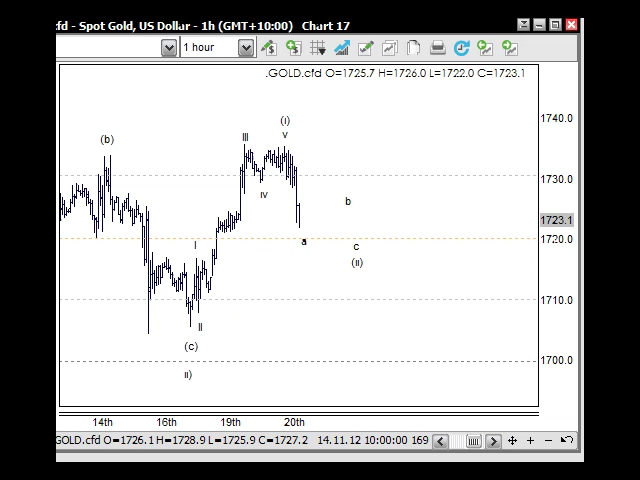 fd - Spot Gold, US Dollar - 1h (GMT+10:00) Chart 17
1 hour
.GOLD.cfd O=1725.7 H=1726.0 L=1722.0 C=1723.1
1740.0
1730.0
1723.1
1720.0
1710.0
1700.0
(i)
(b)
III
v
iv
b
I
a
c
(ii)
II
(c)
ii)
14th 16th 19th 20th
GOLD.cfd O=1726.1 H=1728.9 L=1725.9 C=1727.2 14.11.12 10:00:00 169